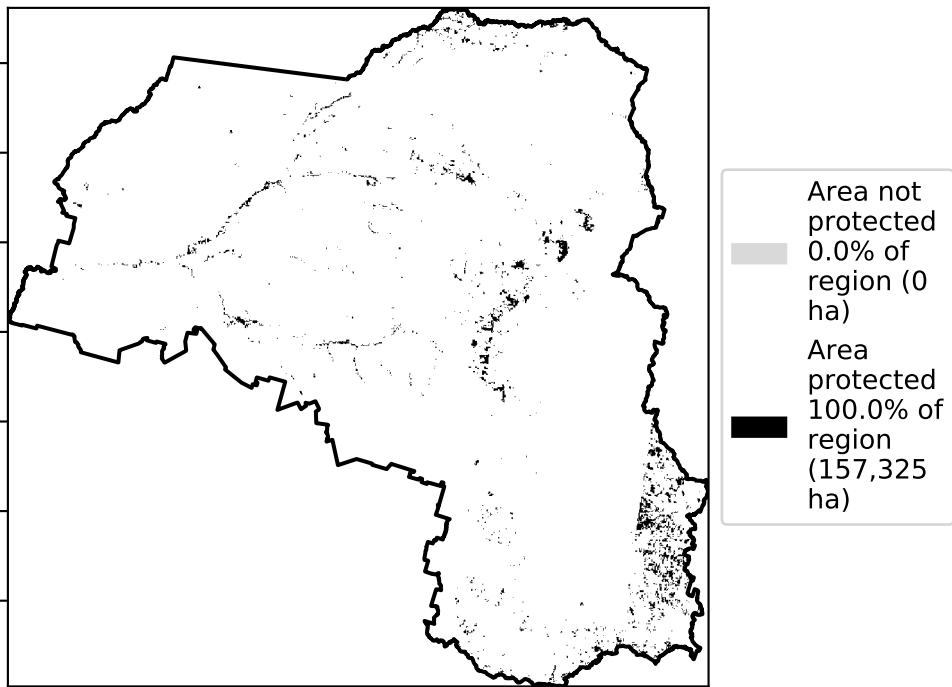 Area not
protected
0.0% of
region (0
ha)
Area
protected
100.0% of
region
(157,325
ha)